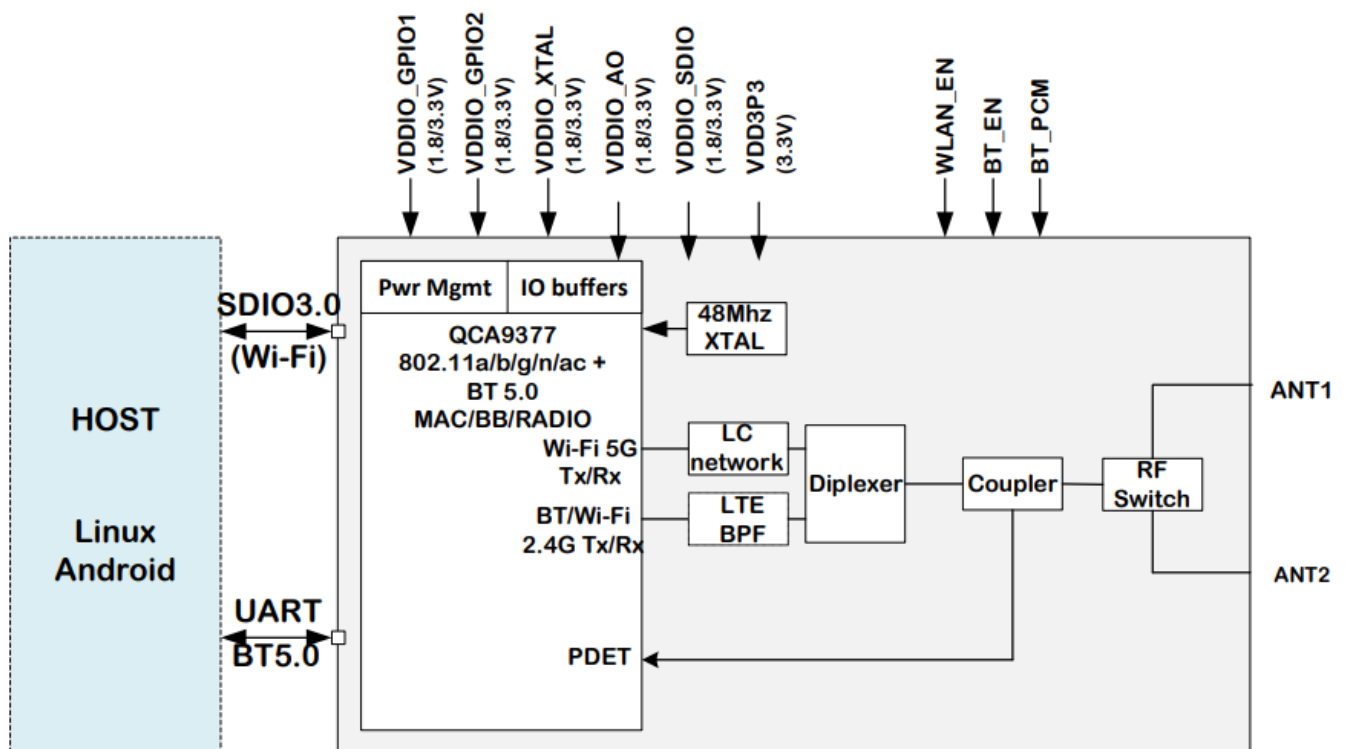 VDDIO_GPIO1
(1.8/3.3V)
VDDIO_GPIO2
(1.8/3.3V)
VDDIO_XTAL
(1.8/3.3V)
VDDIO_AO
(1.8/3.3V)
VDDIO_SDIO
(1.8/3.3V)
VDD3P3
(3.3V)
WLAN_EN
BT_EN
BT_PCM
HOST
Linux
Android
SDIO3.0
(Wi-Fi)
UART
BT5.0
Pwr Mgmt
IO buffers
QCA9377
802.11a/b/g/n/ac +
BT 5.0
MAC/BB/RADIO
Wi-Fi 5G
Tx/Rx
BT/Wi-Fi
2.4G Tx/Rx
PDET
48Mhz
XTAL
LC
network
LTE
BPF
Diplexer
Coupler
RF
Switch
ANT1
ANT2